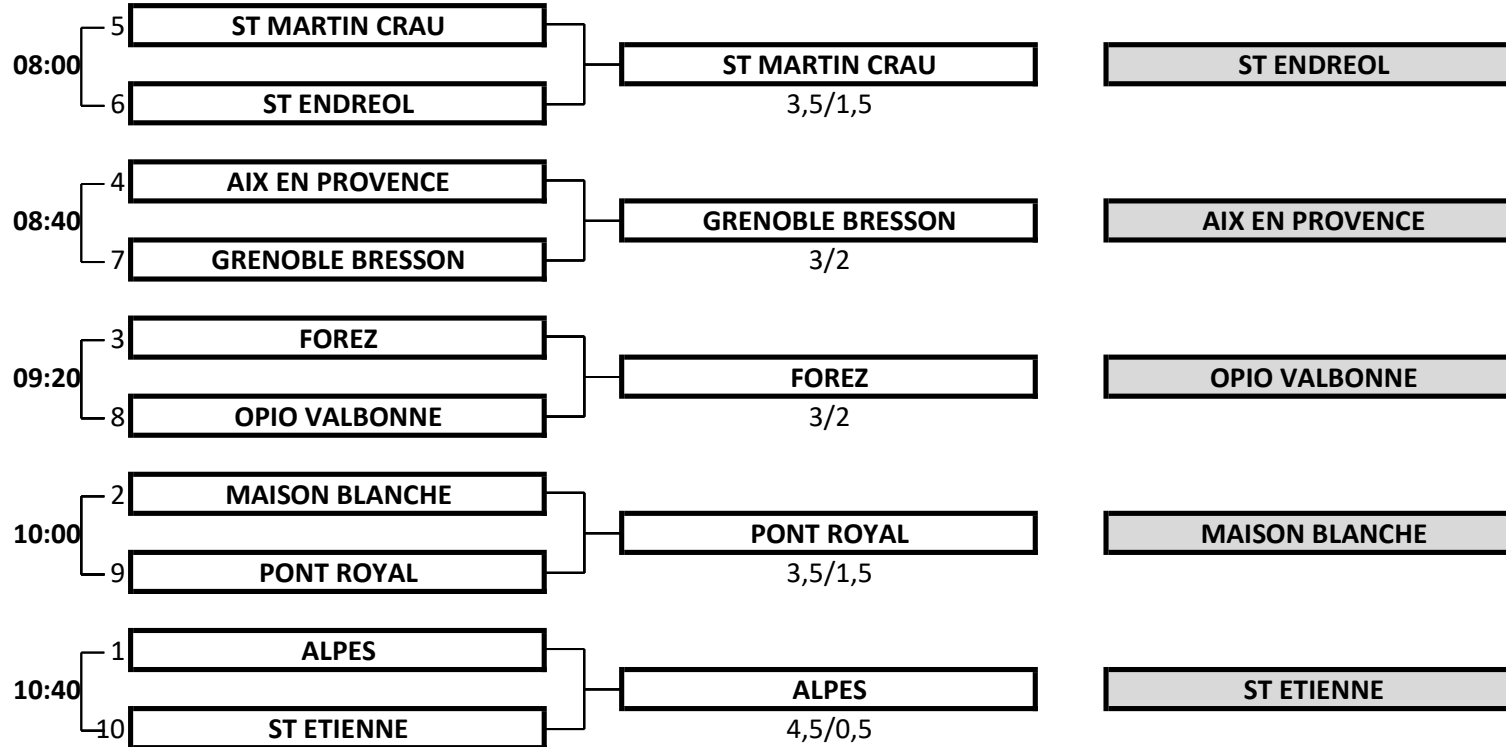 5 ST MARTIN CRAU
08:00 ST MARTIN CRAU ST ENDREOL
6 ST ENDREOL 3,5/1,5
4 AIX EN PROVENCE
08:40 GRENOBLE BRESSON AIX EN PROVENCE
7 GRENOBLE BRESSON 3/2
3 FOREZ
09:20 FOREZ OPIO VALBONNE
8 OPIO VALBONNE 3/2
2 MAISON BLANCHE
10:00 PONT ROYAL MAISON BLANCHE
9 PONT ROYAL 3,5/1,5
1 ALPES
10:40 ALPES ST ETIENNE
10 ST ETIENNE 4,5/0,5